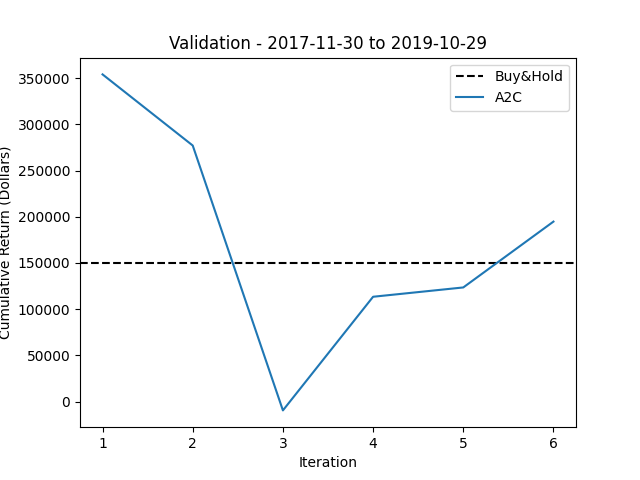 Validation - 2017-11-30 to 2019-10-29
Buy&Hold
A2C
Cumulative Return (Dollars)
350000
300000
250000
200000
150000
100000
50000
0
1 2 3 4 5 6
Iteration